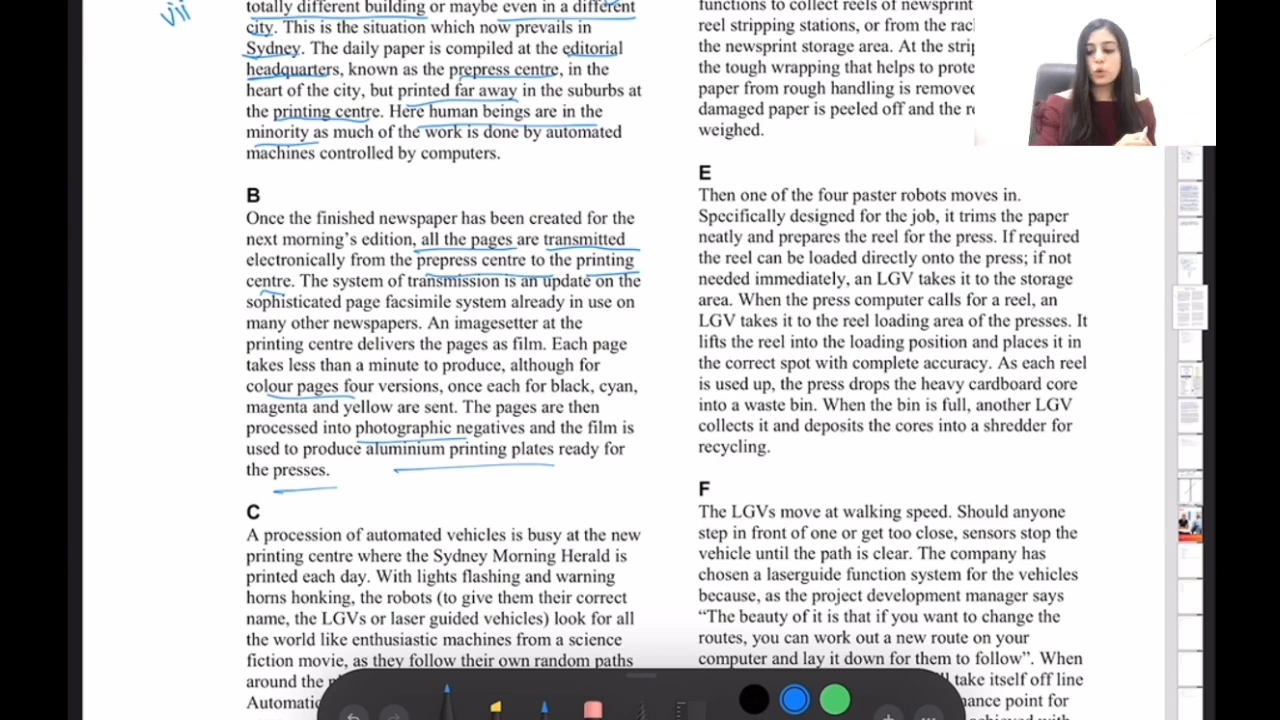 vii
totally different building or maybe even in a different
city. This is the situation which now prevails in
Sydney. The daily paper is compiled at the editorial
headquarters, known as the prepress centre, in the
heart of the city, but printed far away in the suburbs at
the printing centre. Here human beings are in the
minority as much of the work is done by automated
machines controlled by computers.
B
Once the finished newspaper has been created for the
next morning's edition, all the pages are transmitted
electronically from the prepress centre to the printing
centre. The system of transmission is an update on the
sophisticated page facsimile system already in use on
many other newspapers. An imagesetter at the
printing centre delivers the pages as film. Each page
takes less than a minute to produce, although for
colour pages four versions, once each for black, cyan,
magenta and yellow are sent. The pages are then
processed into photographic negatives and the film is
used to produce aluminium printing plates ready for
the presses.
C
A procession of automated vehicles is busy at the new
printing centre where the Sydney Morning Herald is
printed each day. With lights flashing and warning
horns honking, the robots (to give them their correct
name, the LGVs or laser guided vehicles) look for all
the world like enthusiastic machines from a science
fiction movie, as they follow their own random paths
around the
functions to collect reels of newsprint
reel stripping stations, or from the
the newsprint storage area. At the
the tough wrapping that helps to
paper from rough handling is
damaged paper is peeled off and the
weighed.
E
Then one of the four paster robots moves in.
Specifically designed for the job, it trims the paper
neatly and prepares the reel for the press. If required
the reel can be loaded directly onto the press; if not
needed immediately, an LGV takes it to the storage
area. When the press computer calls for a reel, an
LGV takes it to the reel loading area of the presses. It
lifts the reel into the loading position and places it in
the correct spot with complete accuracy. As each reel
is used up, the press drops the heavy cardboard core
into a waste bin. When the bin is full, another LGV
collects it and deposits the cores into a shredder for
recycling.
F
The LGVs move at walking speed. Should anyone
step in front of one or get too close, sensors stop the
vehicle until the path is clear. The company has
chosen a laserguide function system for the vehicles
because, as the project development manager says
"The beauty of it is that if you want to change the
routes, you can work out a new route on your
computer and lay it down for them to follow". When
take itself off line
point for